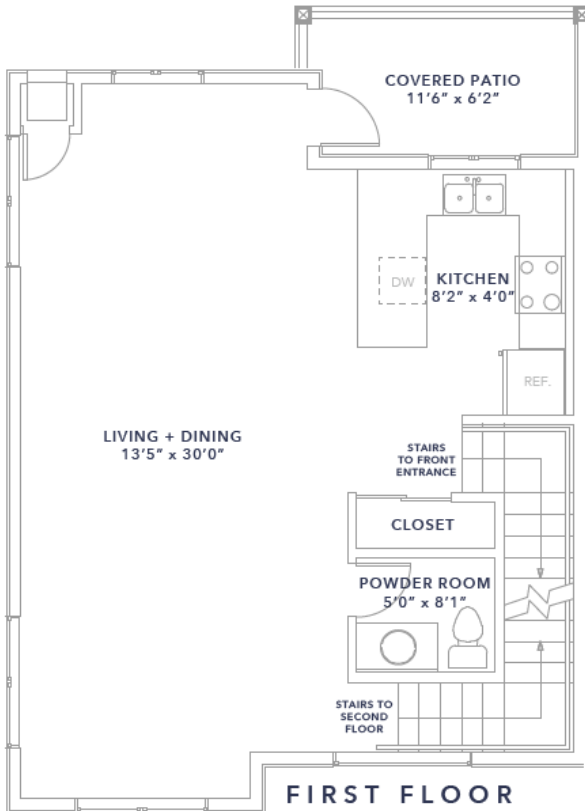 COVERED PATIO
11'6" x 6'2"
DW
KITCHEN
8'2" x 4'0"
REF.
LIVING + DINING
13'5" x 30'0"
STAIRS
TO FRONT
ENTRANCE
CLOSET
POWDER ROOM
5'0" x 8'1"
STAIRS TO
SECOND
FLOOR
FIRST FLOOR